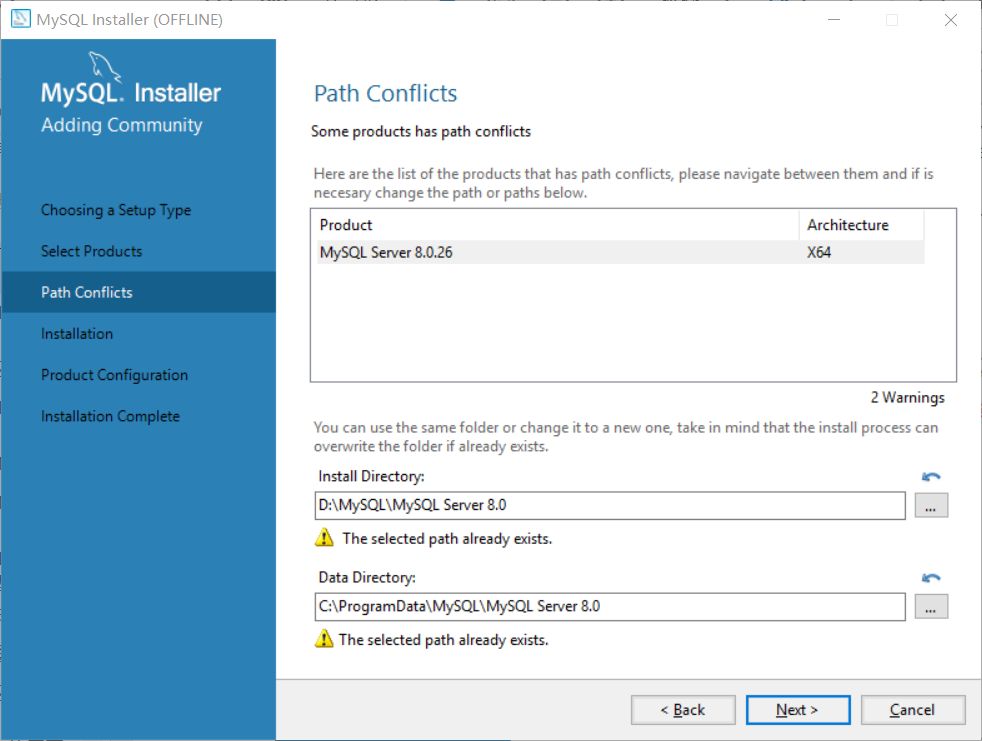 MySQL Installer (OFFLINE)
MySQL. Installer
Adding Community
Choosing a Setup Type
Select Products
Path Conflicts
Installation
Product Configuration
Installation Complete
Path Conflicts
Some products has path conflicts
Here are the list of the products that has path conflicts, please navigate between them and if is
necesary change the path or paths below.
Product Architecture
MySQL Server 8.0.26 X64
2 Warnings
You can use the same folder or change it to a new one, take in mind that the install process can
overwrite the folder if already exists.
Install Directory:
D:\MySQL\MySQL Server 8.0
...
The selected path already exists.
Data Directory:
C:\ProgramData\MySQL\MySQL Server 8.0
...
The selected path already exists.
< Back Next > Cancel